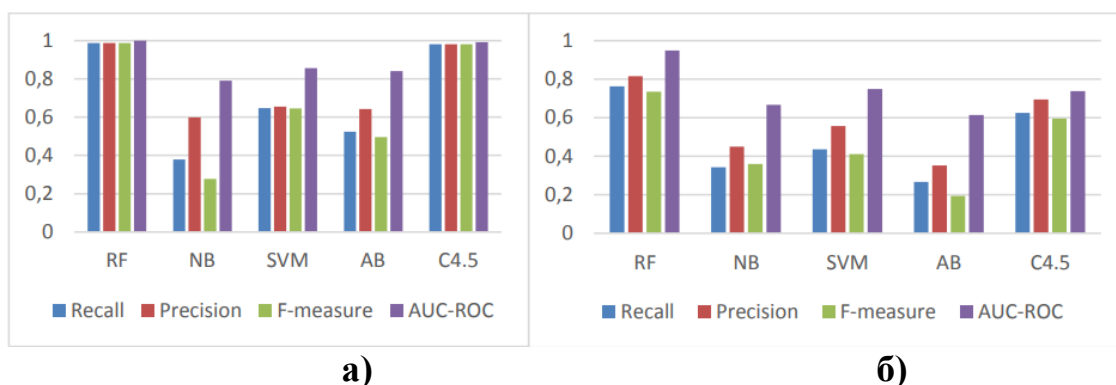 1
0,8
0,6
0,4
0,2
0
RF NB SVM AB C4.5
Recall Precision F-measure AUC-ROC
а)
1
0,8
0,6
0,4
0,2
0
RF NB SVM AB C4.5
Recall Precision F-measure AUC-ROC
б)